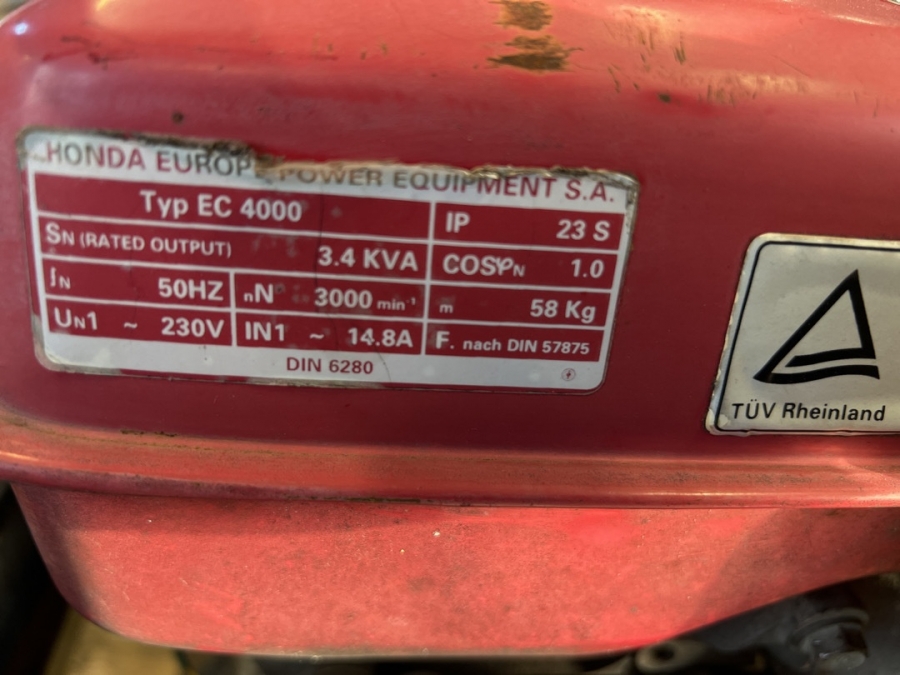 HONDA EUROPE POWER EQUIPMENT S.A.
Typ EC 4000
IP 23 S
SN (RATED OUTPUT) 3.4 KVA
COSφN 1.0
fN 50HZ
nN 3000 min⁻¹
m 58 Kg
UN1 ~ 230V
IN1 ~ 14.8A
F. nach DIN 57875
DIN 6280
TÜV Rheinland